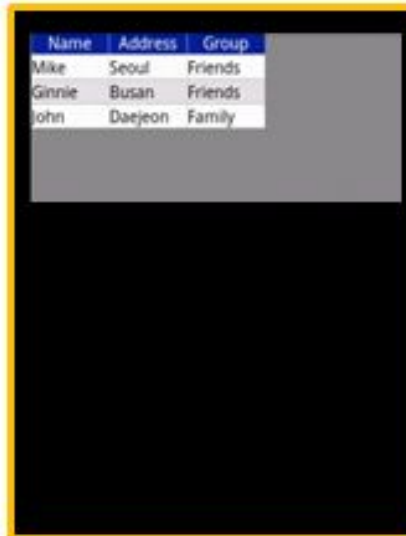 Name Address Group
Mike Seoul Friends
Ginnie Busan Friends
John Daejeon Family